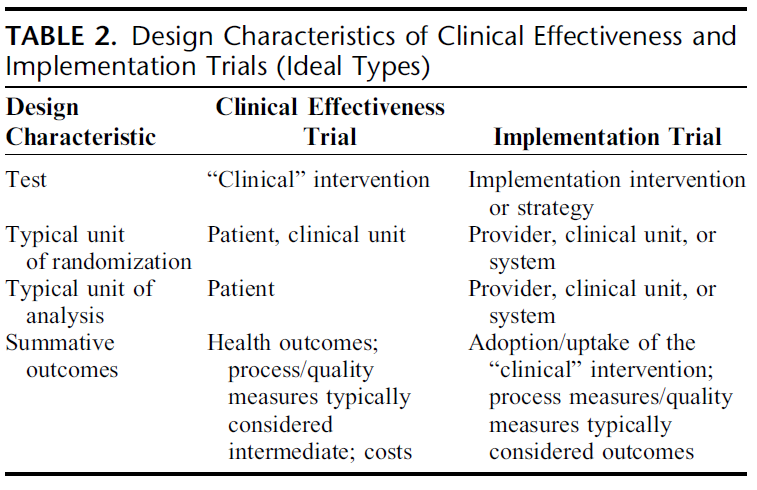 TABLE 2. Design Characteristics of Clinical Effectiveness and
Implementation Trials (Ideal Types)
Design Characteristic | Clinical Effectiveness Trial | Implementation Trial
Test | “Clinical” intervention | Implementation intervention or strategy
Typical unit of randomization | Patient, clinical unit | Provider, clinical unit, or system
Typical unit of analysis | Patient | Provider, clinical unit, or system
Summative outcomes | Health outcomes; process/quality measures typically considered intermediate; costs | Adoption/uptake of the “clinical” intervention; process measures/quality measures typically considered outcomes